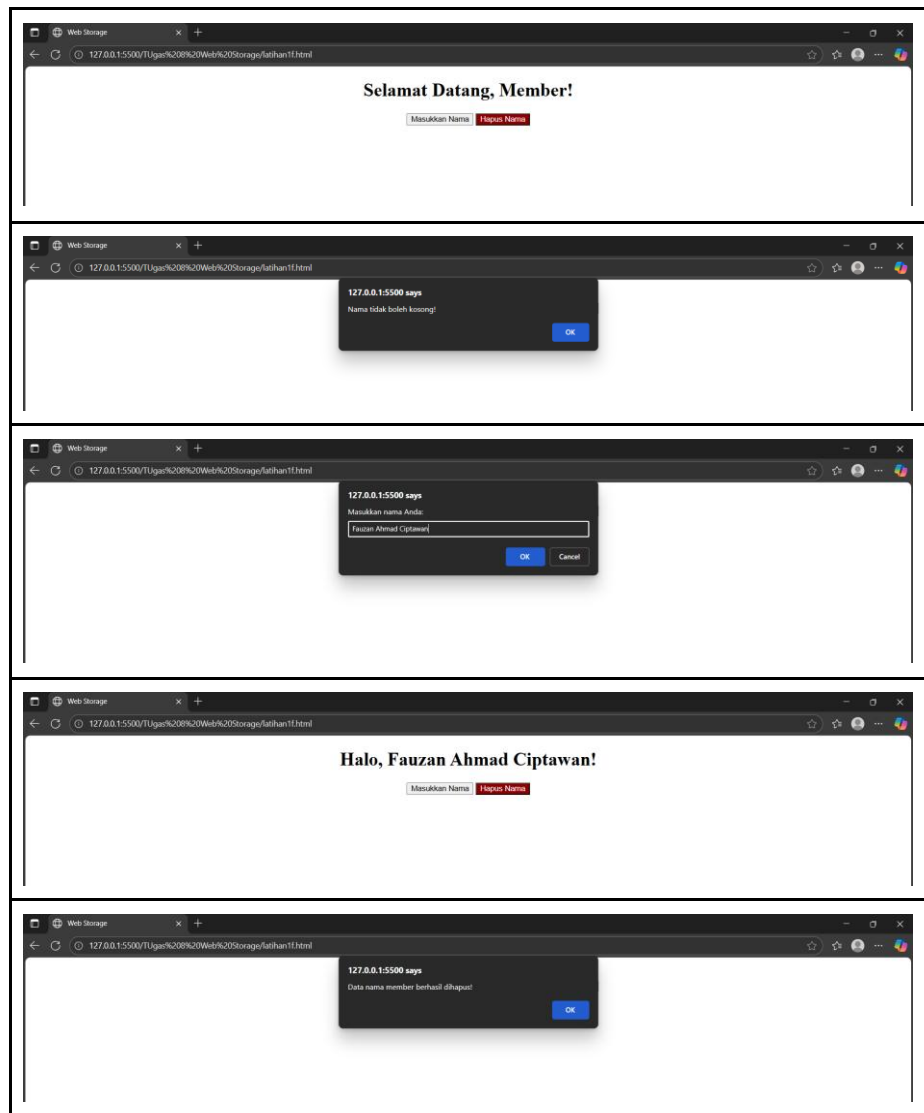 Web Storage
127.0.0.1:5500/TUgas%208%20Web%20Storage/latihan1f.html
Selamat Datang, Member!
Masukkan Nama Hapus Nama
Web Storage
127.0.0.1:5500/TUgas%208%20Web%20Storage/latihan1f.html
127.0.0.1:5500 says
Nama tidak boleh kosong!
OK
Web Storage
127.0.0.1:5500/TUgas%208%20Web%20Storage/latihan1f.html
127.0.0.1:5500 says
Masukkan nama Anda:
Fauzan Ahmad Ciptawan
OK Cancel
Web Storage
127.0.0.1:5500/TUgas%208%20Web%20Storage/latihan1f.html
Halo, Fauzan Ahmad Ciptawan!
Masukkan Nama Hapus Nama
Web Storage
127.0.0.1:5500/TUgas%208%20Web%20Storage/latihan1f.html
127.0.0.1:5500 says
Data nama member berhasil dihapus!
OK